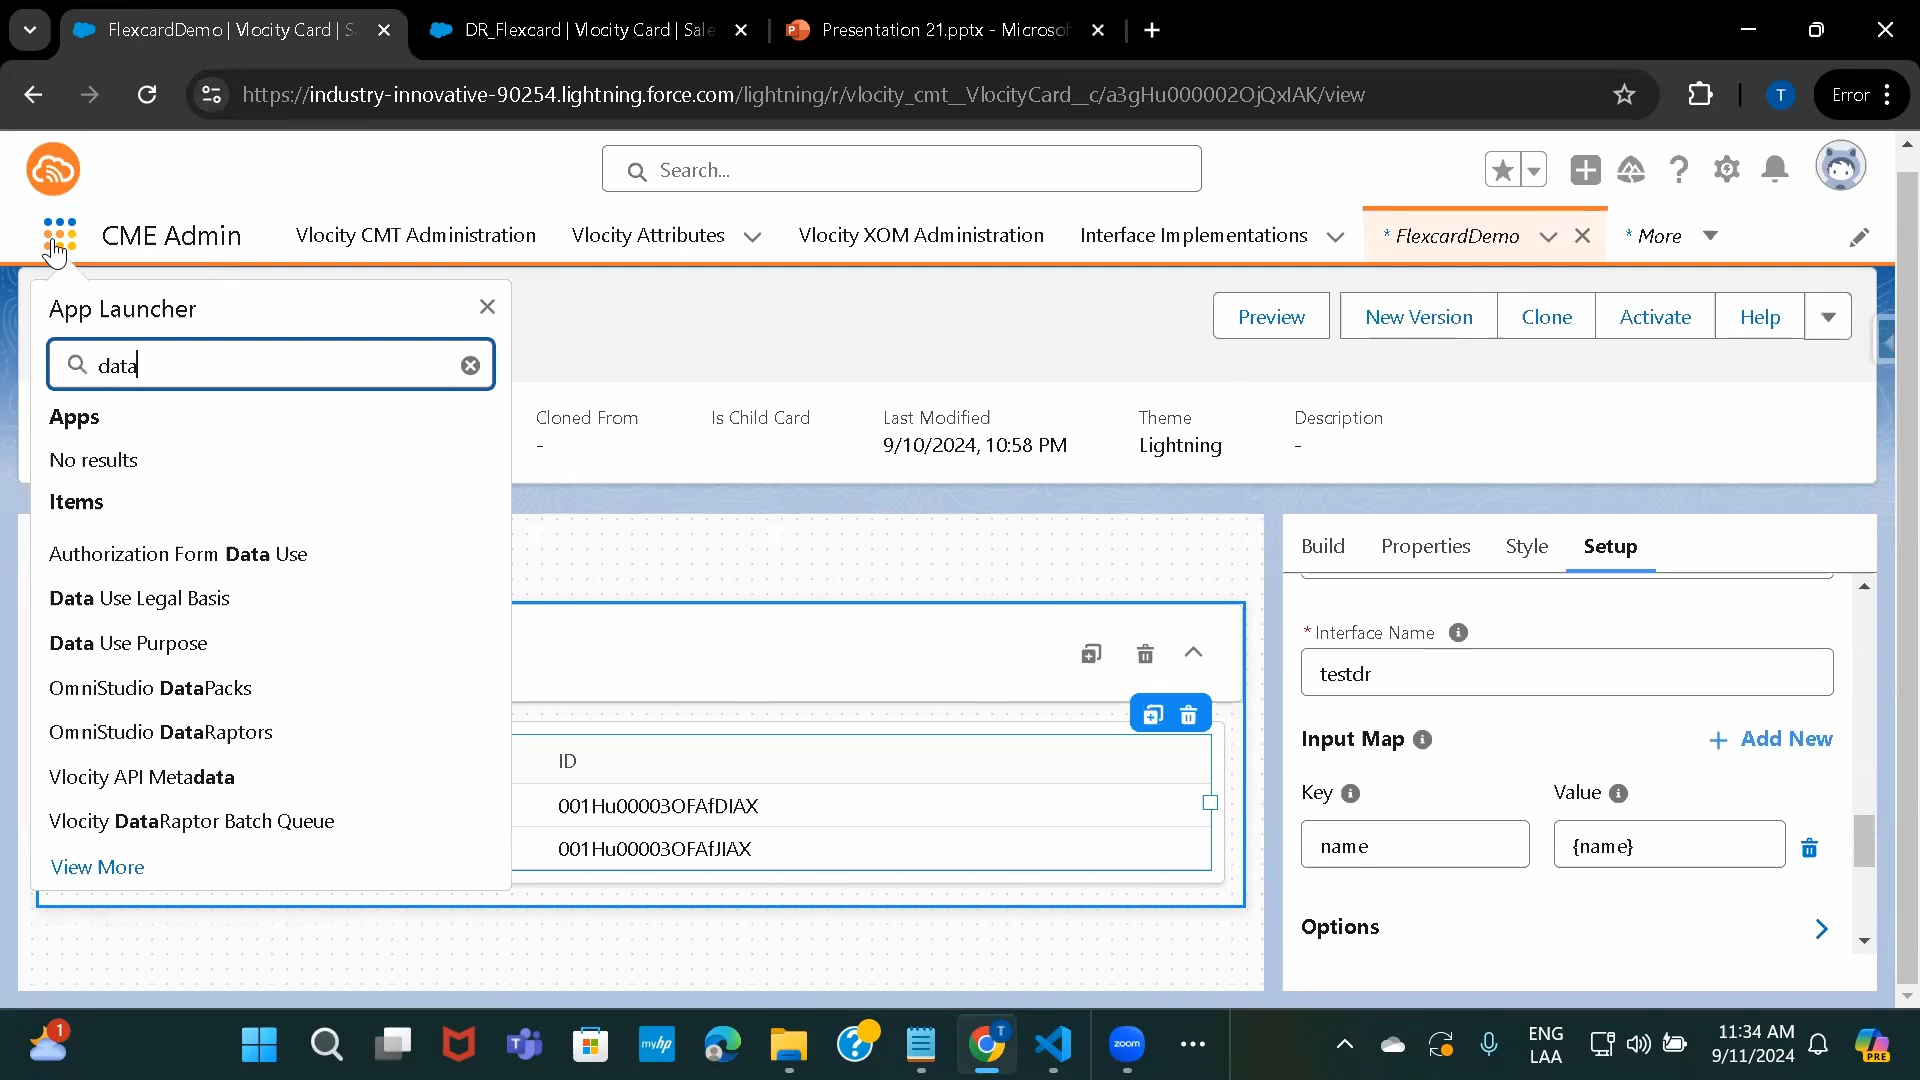 FlexcardDemo | Vlocity Card | S
DR_Flexcard | Vlocity Card | Sale
Presentation 21.pptx - Microsof
https://industry-innovative-90254.lightning.force.com/lightning/r/vlocity_cmt__VlocityCard__c/a3gHu000002OjQxIAK/view
T
Error
Search...
CME Admin
Vlocity CMT Administration
Vlocity Attributes
Vlocity XOM Administration
Interface Implementations
* FlexcardDemo
* More
App Launcher
data
Apps
No results
Items
Authorization Form Data Use
Data Use Legal Basis
Data Use Purpose
OmniStudio DataPacks
OmniStudio DataRaptors
Vlocity API Metadata
Vlocity DataRaptor Batch Queue
View More
Preview
New Version
Clone
Activate
Help
Cloned From
-
Is Child Card
Last Modified
9/10/2024, 10:58 PM
Theme
Lightning
Description
-
ID
001Hu00003OFAfDIAX
001Hu00003OFAfJIAX
Build
Properties
Style
Setup
* Interface Name
testdr
Input Map
+ Add New
Key
Value
name
{name}
Options
1
myhp
T
zoom
ENG
LAA
11:34 AM
9/11/2024
PRE